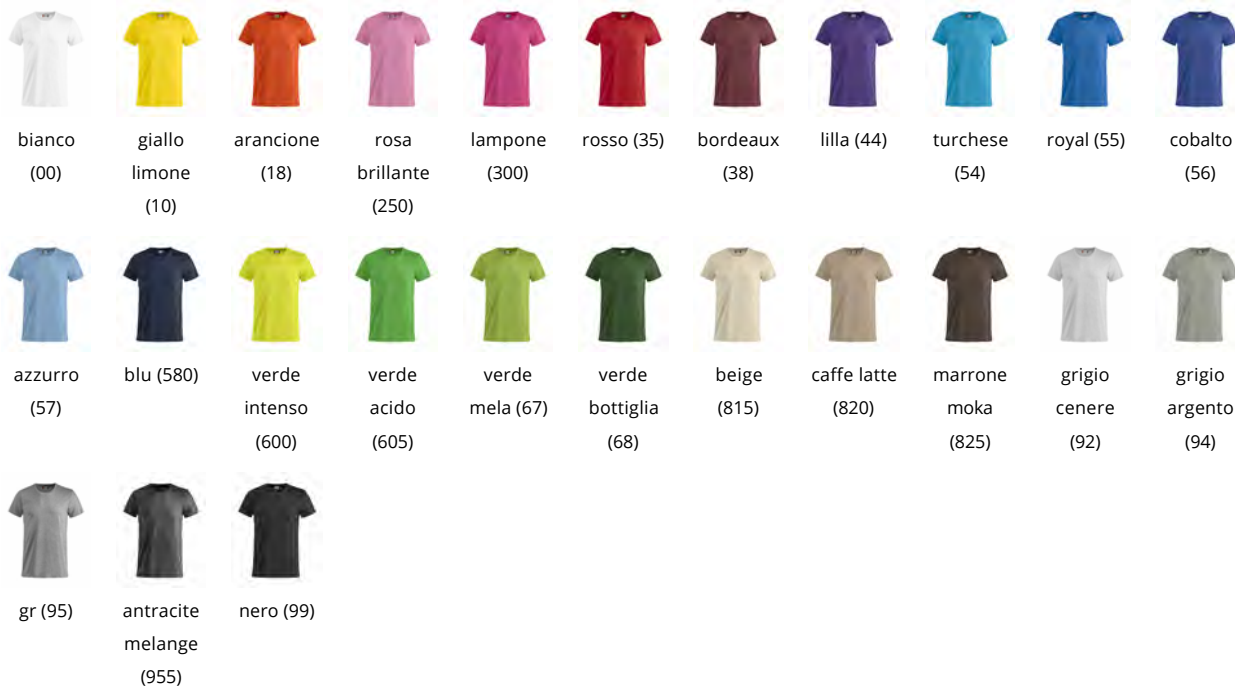 bianco
(00)
giallo
limone
(10)
arancione
(18)
rosa
brillante
(250)
lampone
(300)
rosso (35)
bordeaux
(38)
lilla (44)
turchese
(54)
royal (55)
cobalto
(56)
azzurro
(57)
blu (580)
verde
intenso
(600)
verde
acido
(605)
verde
mela (67)
verde
bottiglia
(68)
beige
(815)
caffe latte
(820)
marrone
moka
(825)
grigio
cenere
(92)
grigio
argento
(94)
gr (95)
antracite
melange
(955)
nero (99)